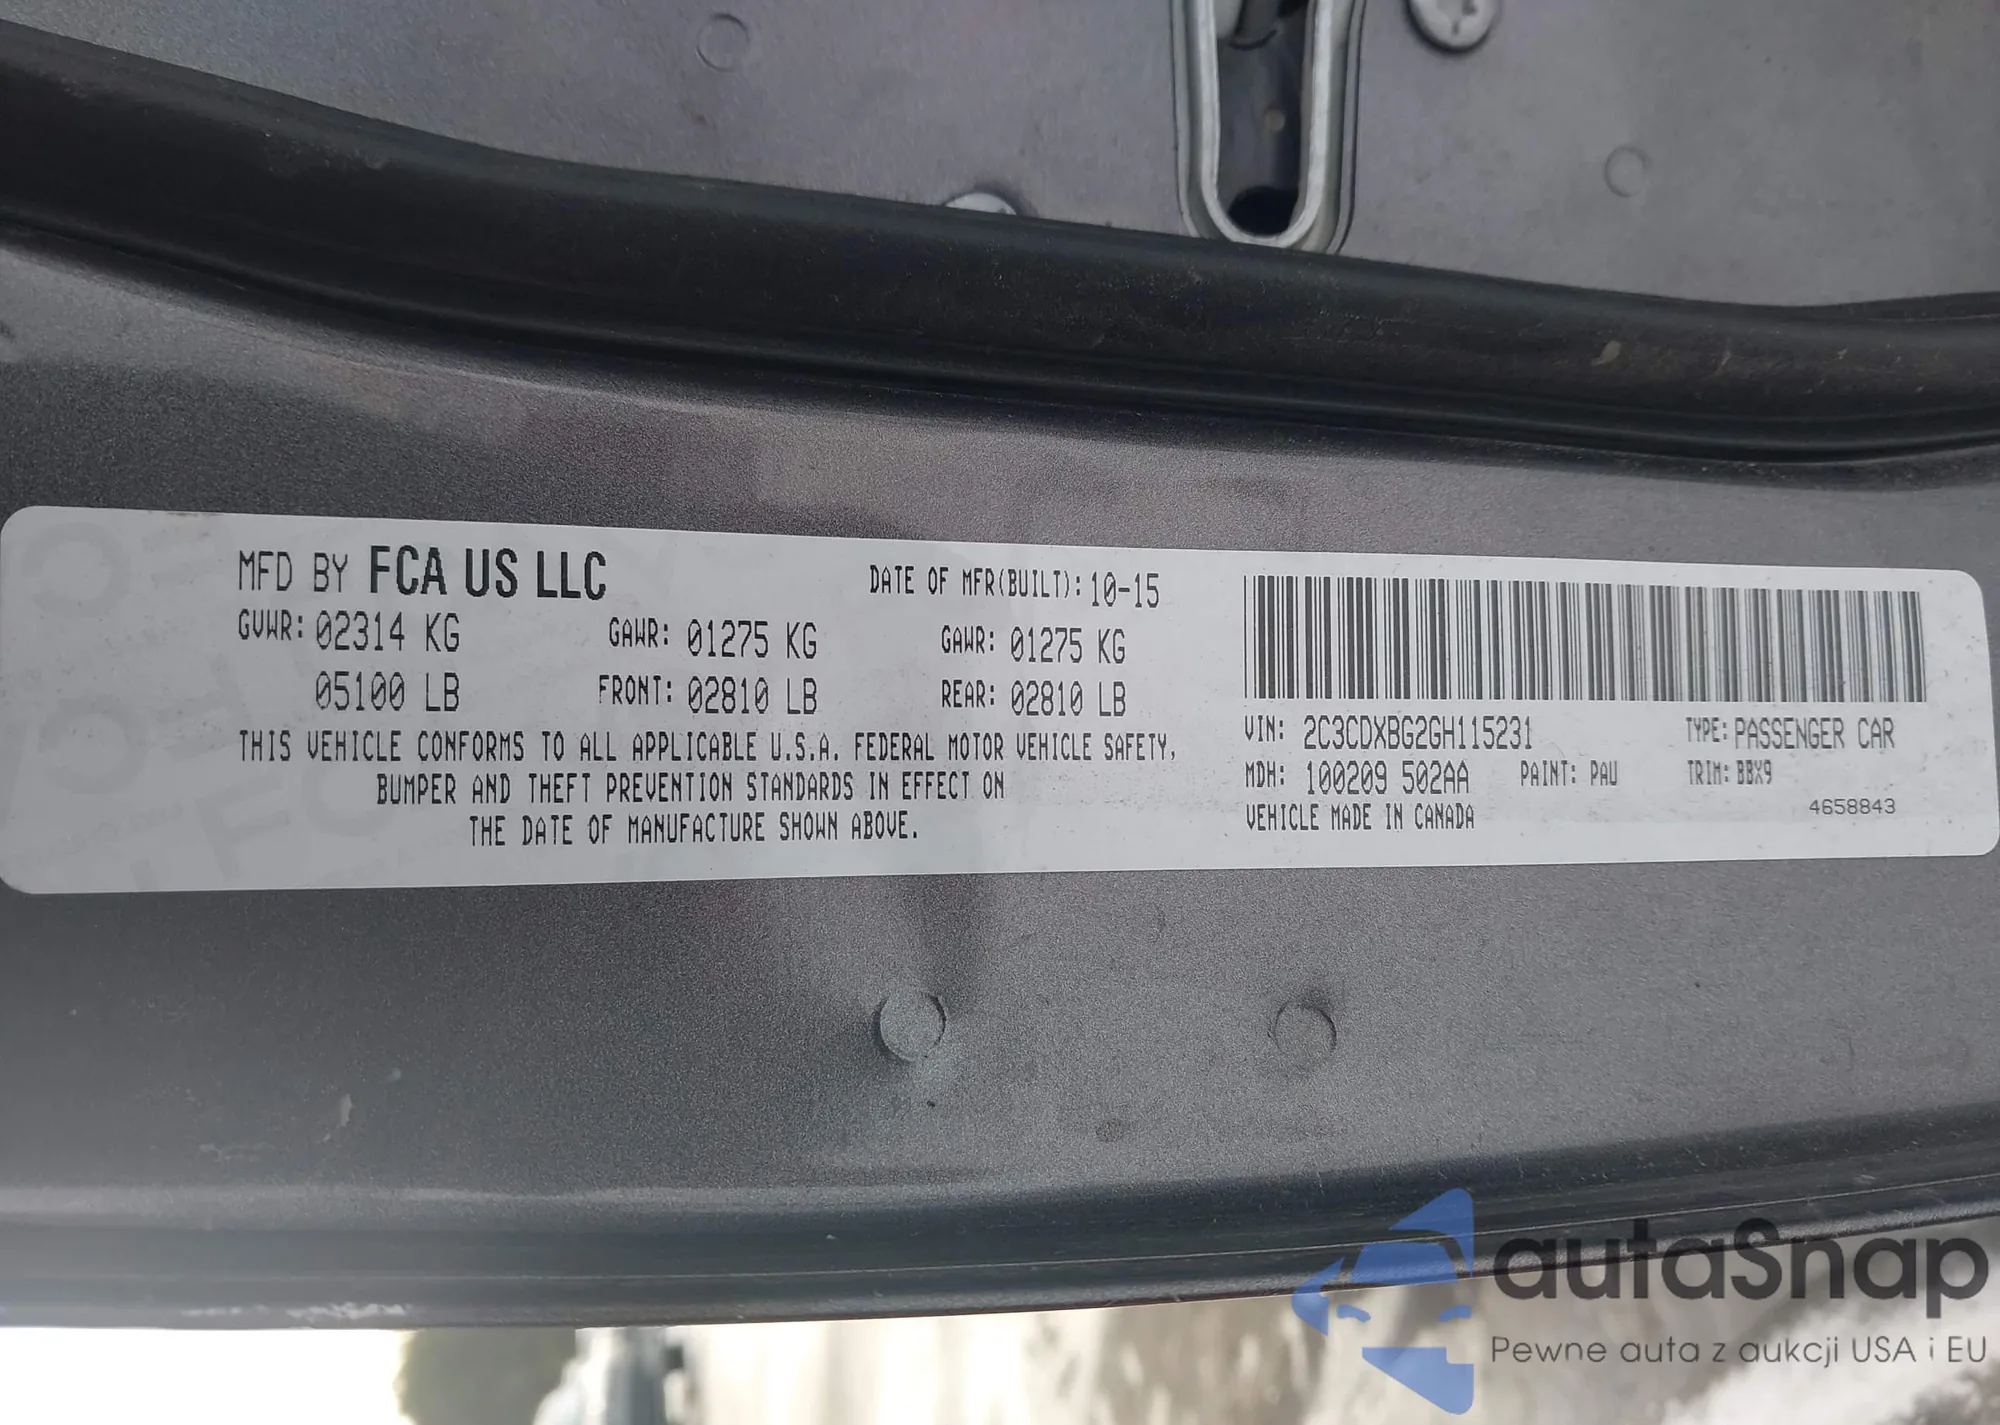 MFD BY FCA US LLC DATE OF MFR(BUILT): 10-15
GVWR: 02314 KG GAWR: 01275 KG GAWR: 01275 KG
05100 LB FRONT: 02810 LB REAR: 02810 LB
THIS VEHICLE CONFORMS TO ALL APPLICABLE U.S.A. FEDERAL MOTOR VEHICLE SAFETY,
BUMPER AND THEFT PREVENTION STANDARDS IN EFFECT ON
THE DATE OF MANUFACTURE SHOWN ABOVE.
VIN: 2C3CDXBG2GH115231 TYPE: PASSENGER CAR
MDH: 100209 502AA PAINT: PAU TRIM: BBX9
VEHICLE MADE IN CANADA 4658843
autaSnap
Pewne auta z aukcji USA i EU